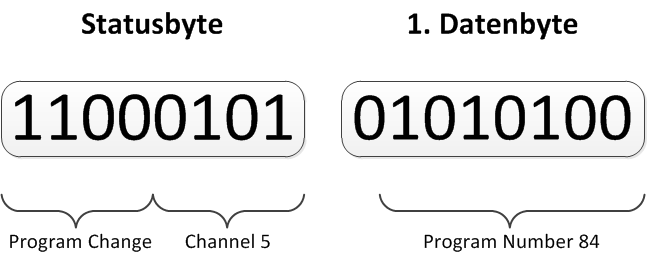 Statusbyte 1. Datenbyte
11000101 01010100
Program Change Channel 5 Program Number 84